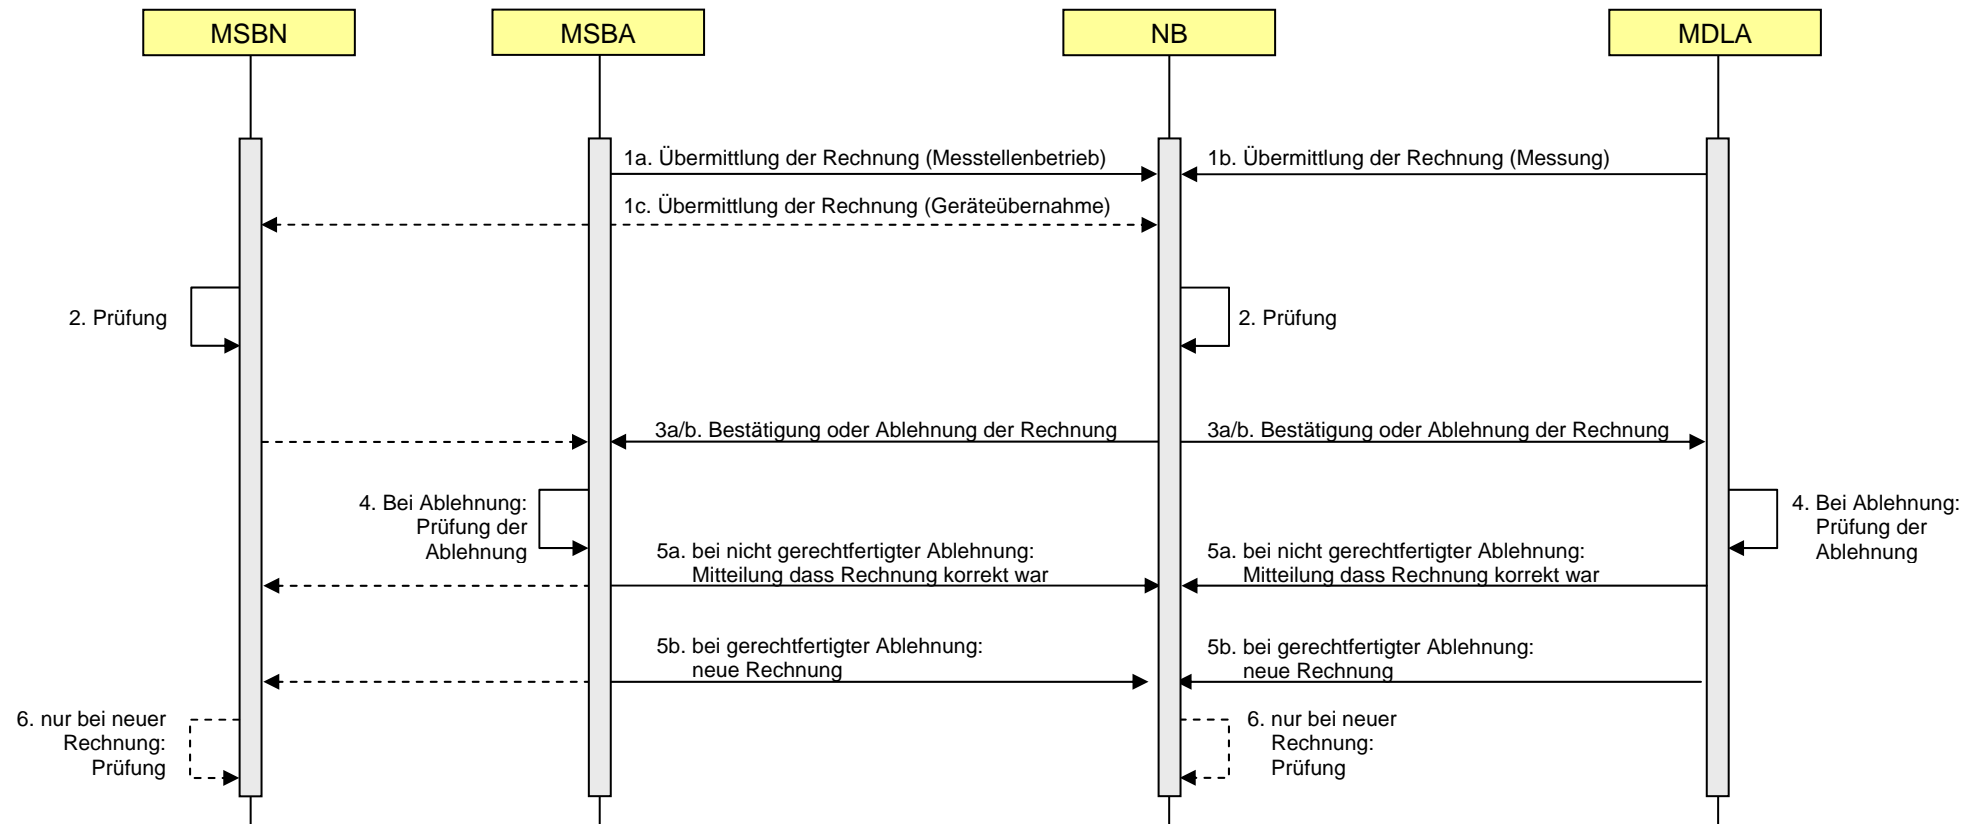 MSBN
MSBA
NB
MDLA
1a. Übermittlung der Rechnung (Messtellenbetrieb)
1b. Übermittlung der Rechnung (Messung)
1c. Übermittlung der Rechnung (Geräteübernahme)
2. Prüfung
2. Prüfung
3a/b. Bestätigung oder Ablehnung der Rechnung
3a/b. Bestätigung oder Ablehnung der Rechnung
4. Bei Ablehnung:
Prüfung der
Ablehnung
4. Bei Ablehnung:
Prüfung der
Ablehnung
5a. bei nicht gerechtfertigter Ablehnung:
Mitteilung dass Rechnung korrekt war
5a. bei nicht gerechtfertigter Ablehnung:
Mitteilung dass Rechnung korrekt war
5b. bei gerechtfertigter Ablehnung:
neue Rechnung
5b. bei gerechtfertigter Ablehnung:
neue Rechnung
6. nur bei neuer
Rechnung:
Prüfung
6. nur bei neuer
Rechnung:
Prüfung